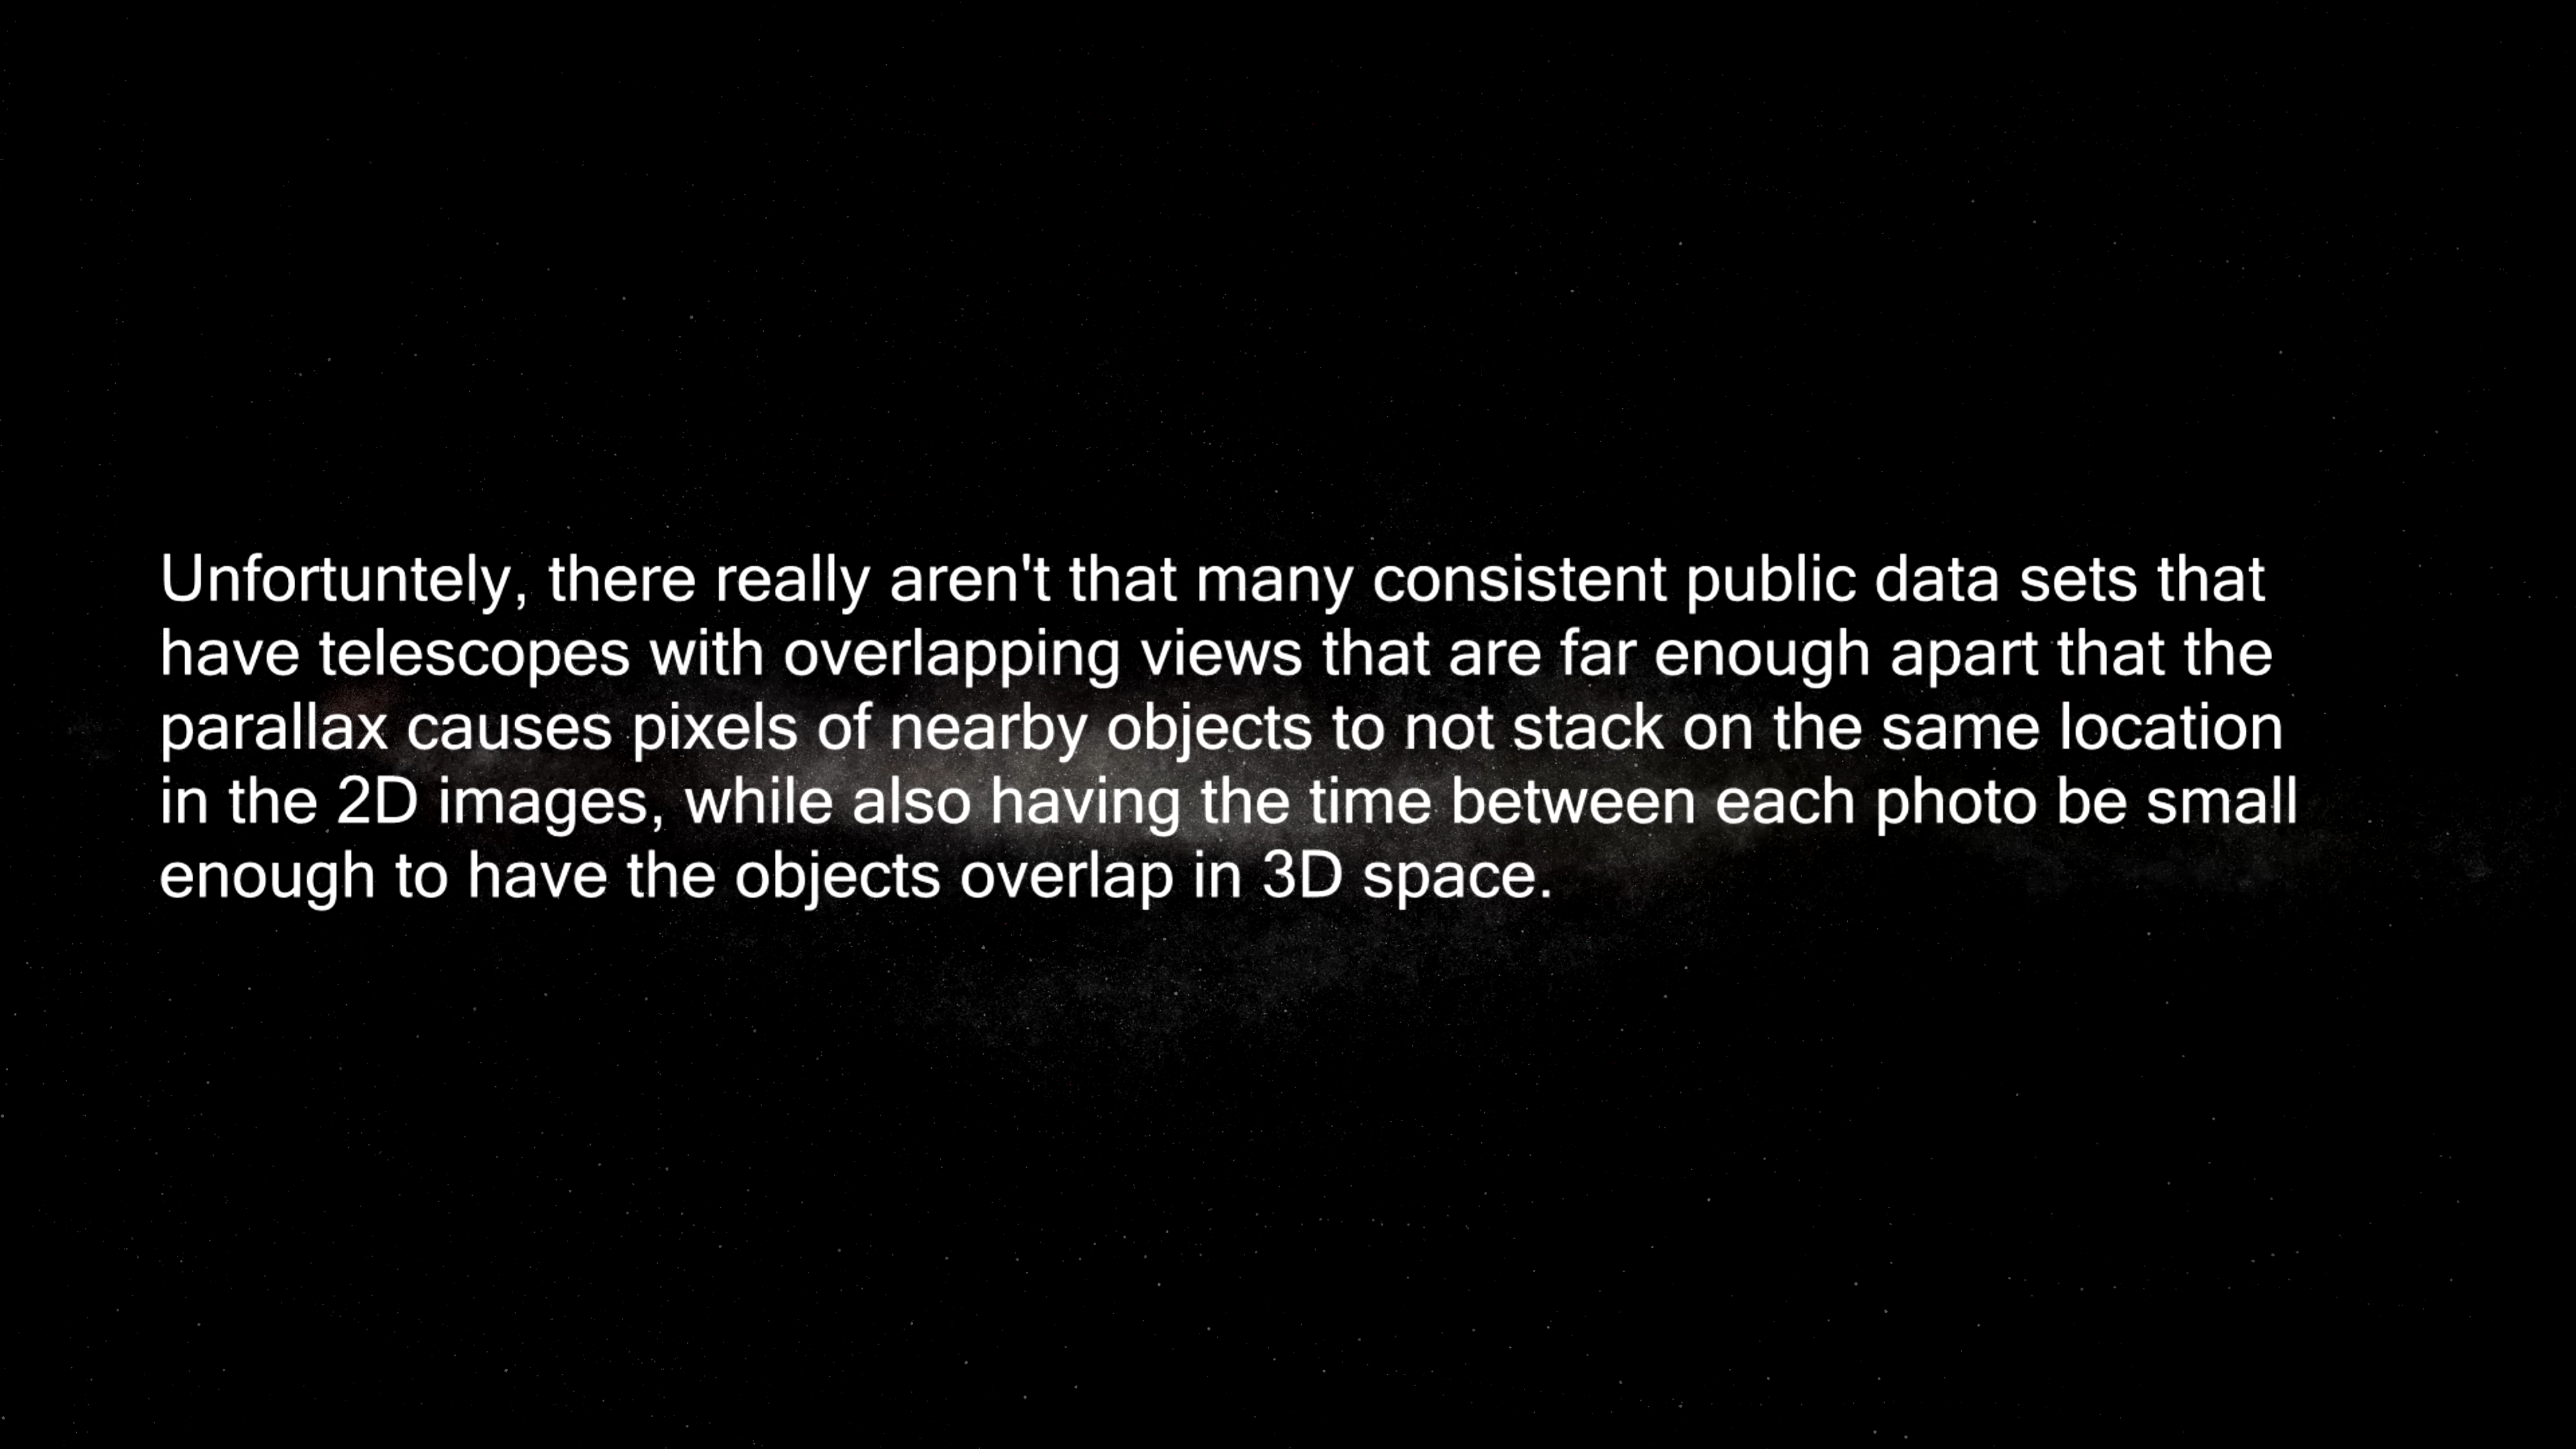 Unfortuntely, there really aren't that many consistent public data sets that
have telescopes with overlapping views that are far enough apart that the
parallax causes pixels of nearby objects to not stack on the same location
in the 2D images, while also having the time between each photo be small
enough to have the objects overlap in 3D space.